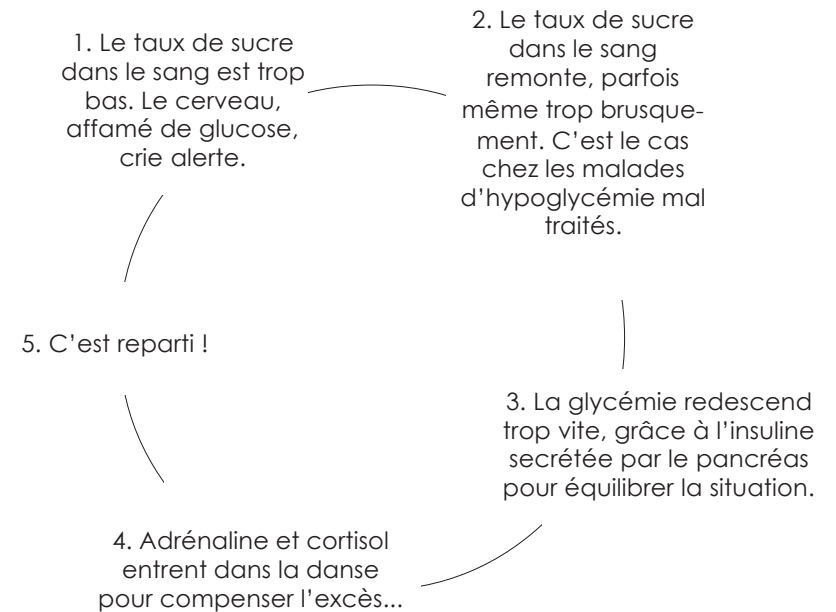 1. Le taux de sucre
dans le sang est trop
bas. Le cerveau,
affamé de glucose,
crie alerte.
2. Le taux de sucre
dans le sang
remonte, parfois
même trop brusque-
ment. C’est le cas
chez les malades
d’hypoglycémie mal
traités.
3. La glycémie redescend
trop vite, grâce à l’insuline
secrétée par le pancréas
pour équilibrer la situation.
4. Adrénaline et cortisol
entrent dans la danse
pour compenser l’excès...
5. C’est reparti !